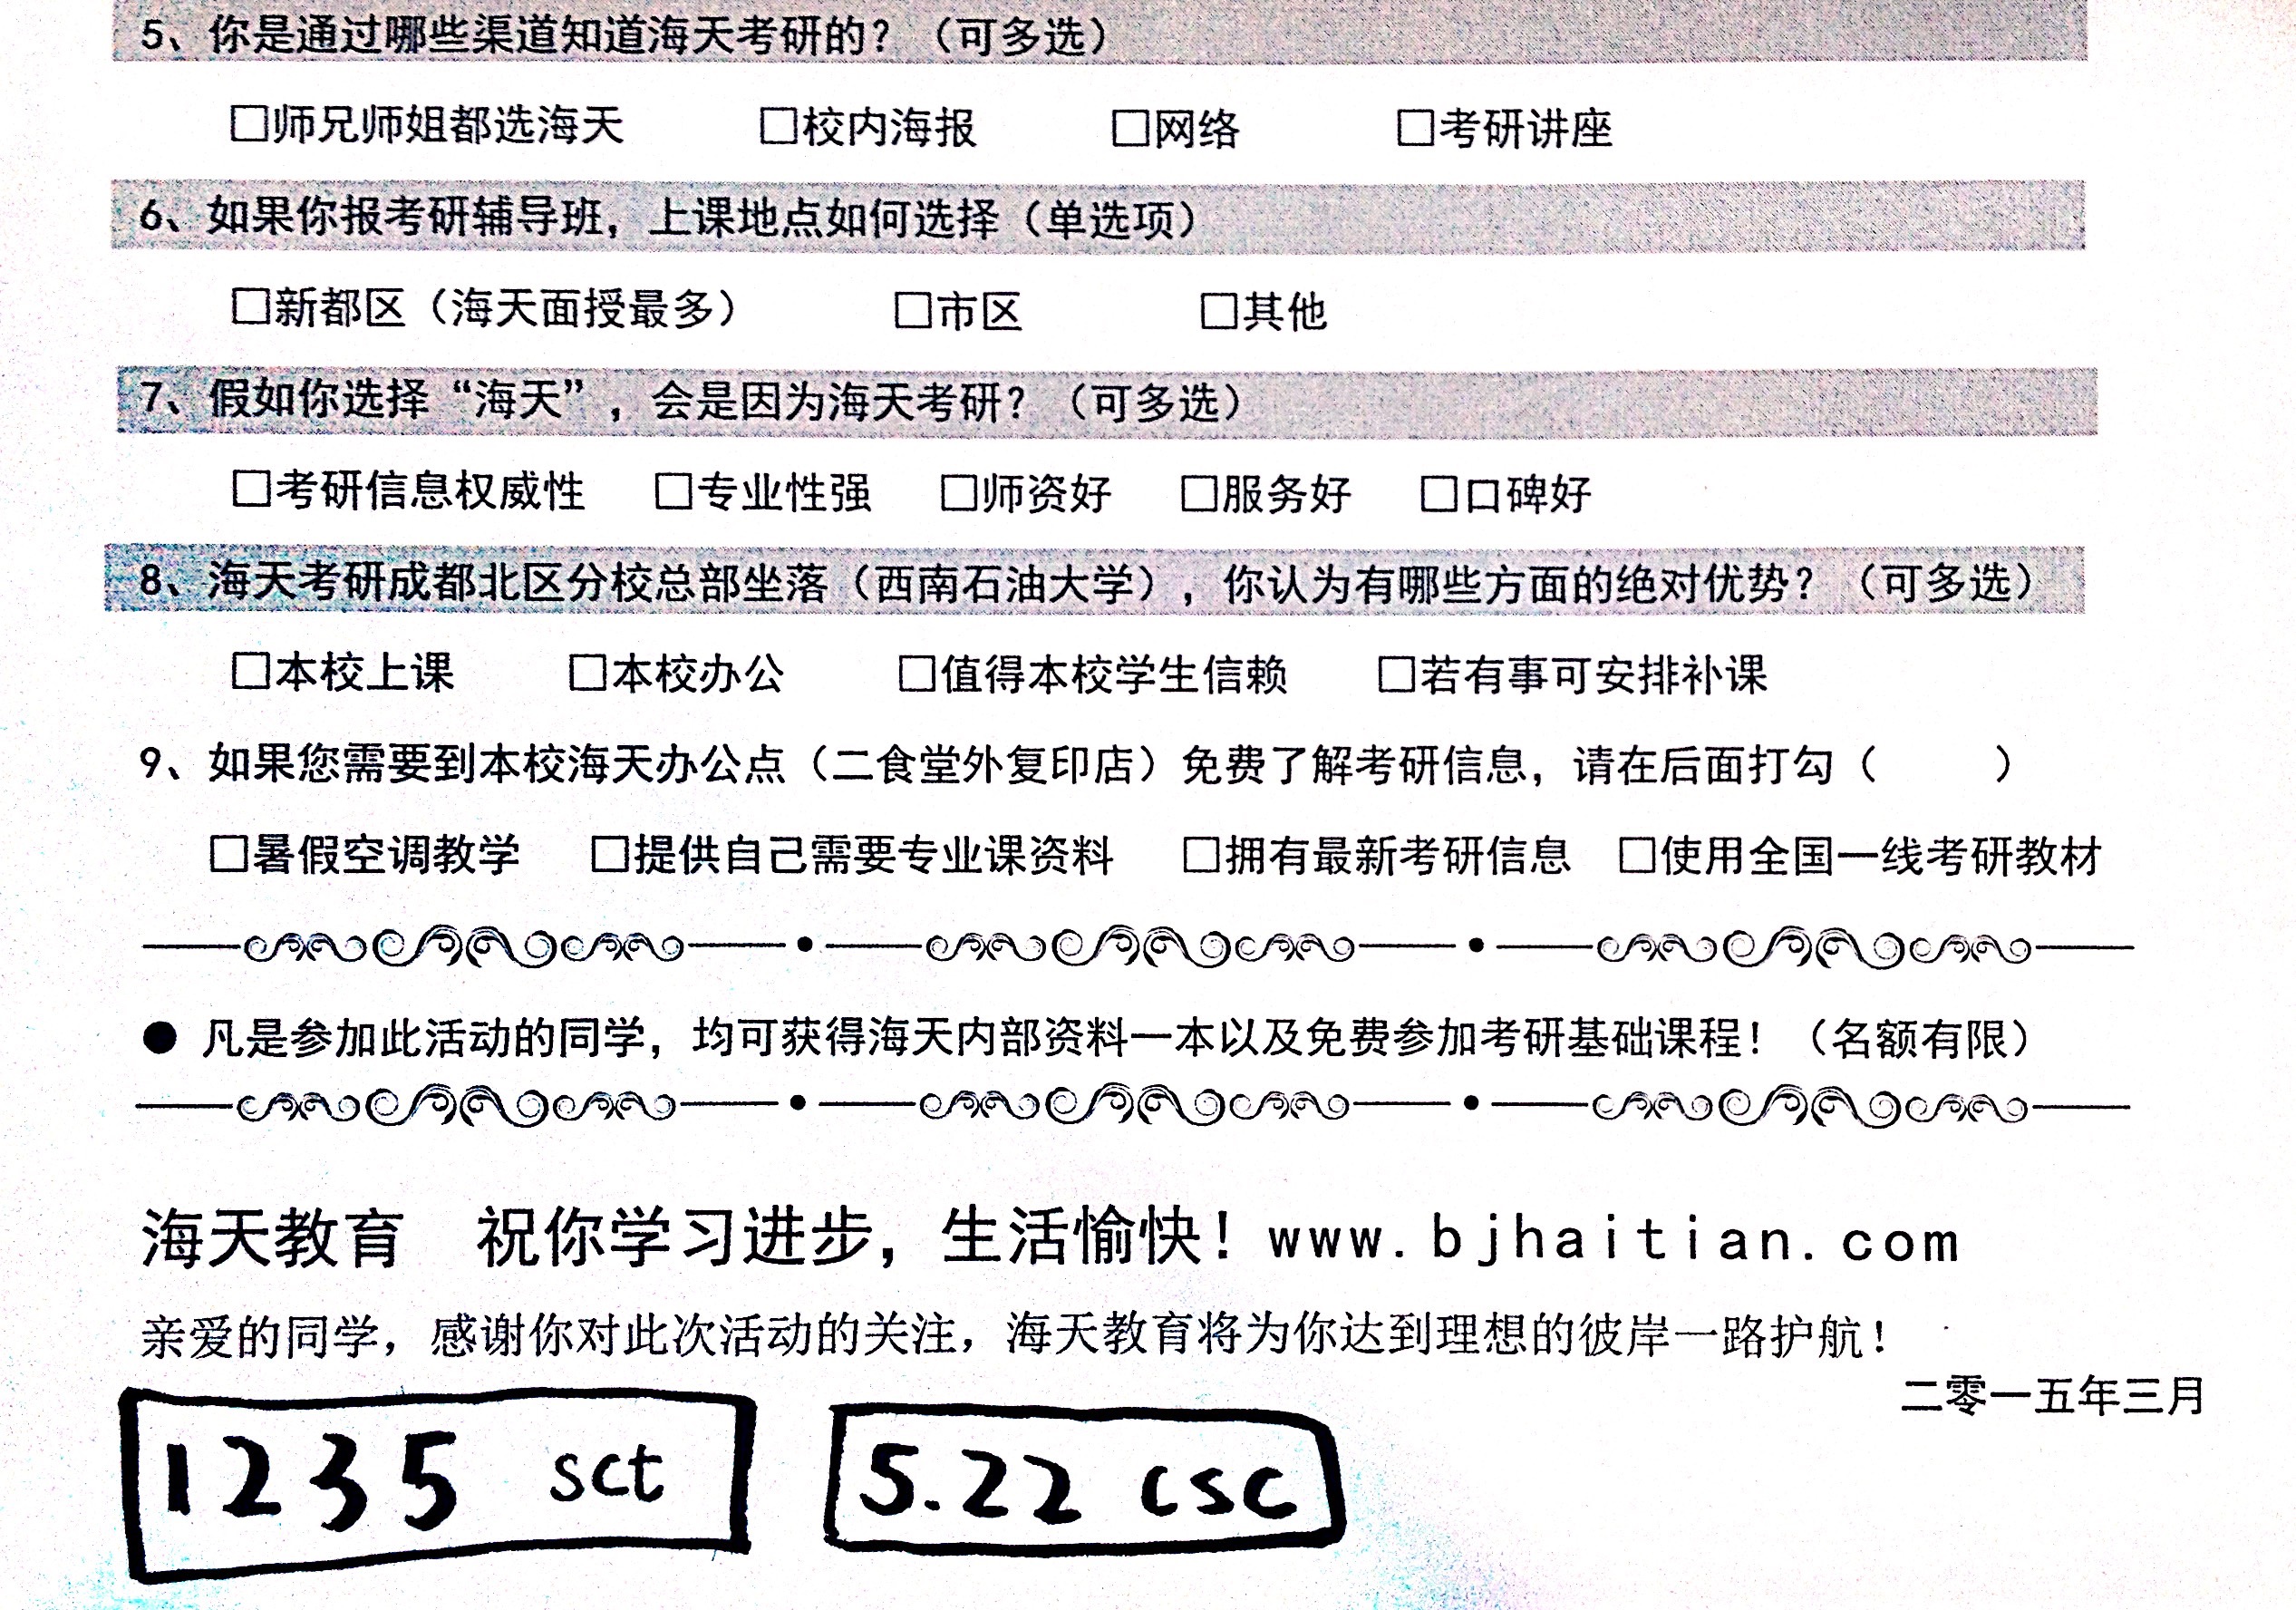 5、你是通过哪些渠道知道海天考研的？（可多选）
□师兄师姐都选海天 □校内海报 □网络 □考研讲座
6、如果你报考研辅导班，上课地点如何选择（单选项）
□新都区（海天面授最多） □市区 □其他
7、假如你选择“海天”，会是因为海天考研？（可多选）
□考研信息权威性 □专业性强 □师资好 □服务好 □口碑好
8、海天考研成都北区分校总部坐落（西南石油大学），你认为有哪些方面的绝对优势？（可多选）
□本校上课 □本校办公 □值得本校学生信赖 □若有事可安排补课
9、如果您需要到本校海天办公点（二食堂外复印店）免费了解考研信息，请在后面打勾（ ）
□暑假空调教学 □提供自己需要专业课资料 □拥有最新考研信息 □使用全国一线考研教材
● 凡是参加此活动的同学，均可获得海天内部资料一本以及免费参加考研基础课程！（名额有限）
海天教育 祝你学习进步，生活愉快！www.bjhaitian.com
亲爱的同学，感谢你对此次活动的关注，海天教育将为你达到理想的彼岸一路护航！
二零一五年三月
1235 sct 5.22 csc